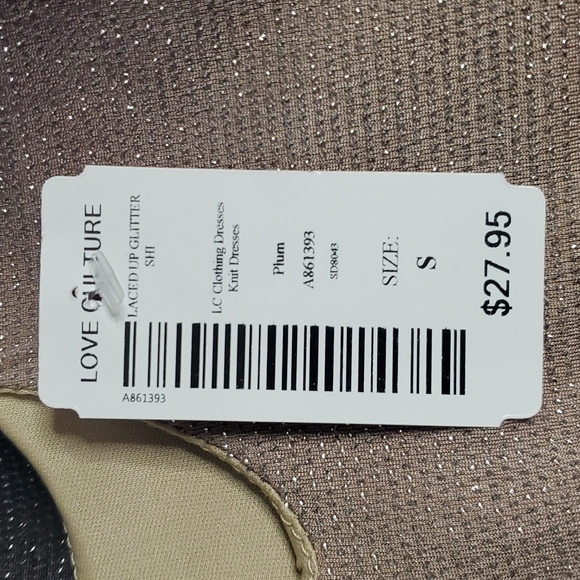 LOVE CULTURE
LACED UP GLITTER
SHI
LC Clothing Dresses
Knit Dresses
Plum
A861393
SD8043
SIZE:
S
$27.95
A861393